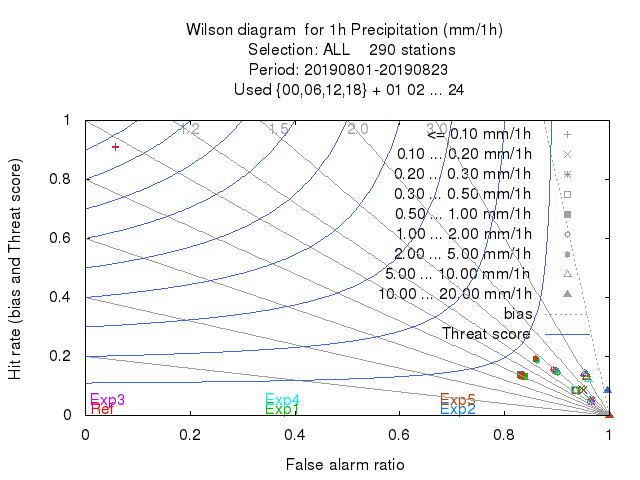 Wilson diagram  for 1h Precipitation (mm/1h)
Selection: ALL    290 stations
Period: 20190801-20190823
Used {00,06,12,18} + 01 02 ... 24
1.2 1.5 2.0 3.0
<= 0.10 mm/1h
0.10 ... 0.20 mm/1h
0.20 ... 0.30 mm/1h
0.30 ... 0.50 mm/1h
0.50 ... 1.00 mm/1h
1.00 ... 2.00 mm/1h
2.00 ... 5.00 mm/1h
5.00 ... 10.00 mm/1h
10.00 ... 20.00 mm/1h
bias
Threat score
1
0.8
0.6
0.4
0.2
0
Hit rate (bias and Threat score)
Exp3 Exp4 Exp5
Ref Exp1 Exp2
0 0.2 0.4 0.6 0.8 1
False alarm ratio